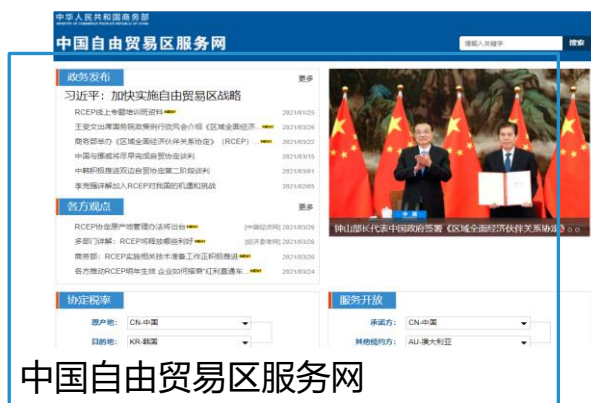 中华人民共和国商务部
中国自由贸易区服务网
请输入关键字
搜索
政务发布
更多
习近平：加快实施自由贸易区战略
RCEP线上专题培训班资料
2021/01/25
王受文出席国务院政策例行吹风会介绍《区域全面经济...
2021/03/26
商务部举办《区域全面经济伙伴关系协定》（RCEP）...
2021/03/22
中国与挪威将尽早完成自贸协定谈判
2021/03/15
中韩积极推进双边自贸协定第二阶段谈判
2021/03/01
李克强详解加入RCEP对我国的机遇和挑战
2021/02/05
各方观点
更多
RCEP协定原产地管理办法将出台
[中国经济网] 2021/03/26
多部门详解：RCEP将释放哪些利好
[经济参考网] 2021/03/26
商务部：RCEP实施相关技术准备工作正积极推进
2021/03/26
各方推动RCEP明年生效 企业如何搭乘“红利直通车...
2021/03/24
中 国
钟山部长代表中国政府签署《区域全面经济伙伴关系协定》
协定税率
原产地：
CN-中国
目的地：
KR-韩国
服务开放
承诺方：
CN-中国
其他缔约方：
AU-澳大利亚
中国自由贸易区服务网